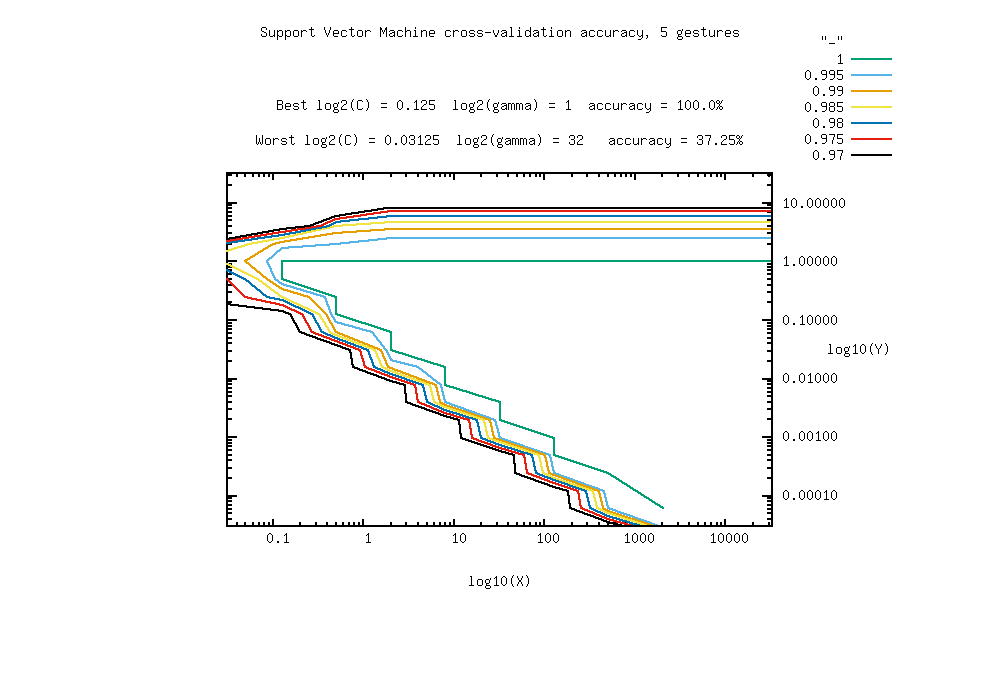 Support Vector Machine cross-validation accuracy, 5 gestures
"_"
1
0.995
0.99
0.985
0.98
0.975
0.97
Best log2(C) = 0.125  log2(gamma) = 1  accuracy = 100.0%
Worst log2(C) = 0.03125  log2(gamma) = 32   accuracy = 37.25%
10.00000
1.00000
0.10000
log10(Y)
0.01000
0.00100
0.00010
0.1 1 10 100 1000 10000
log10(X)